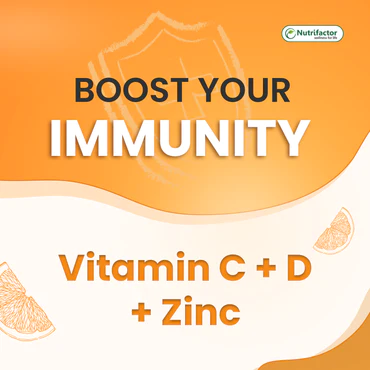 Nutrifactor
wellness for life
BOOST YOUR
IMMUNITY
Vitamin C + D
+ Zinc